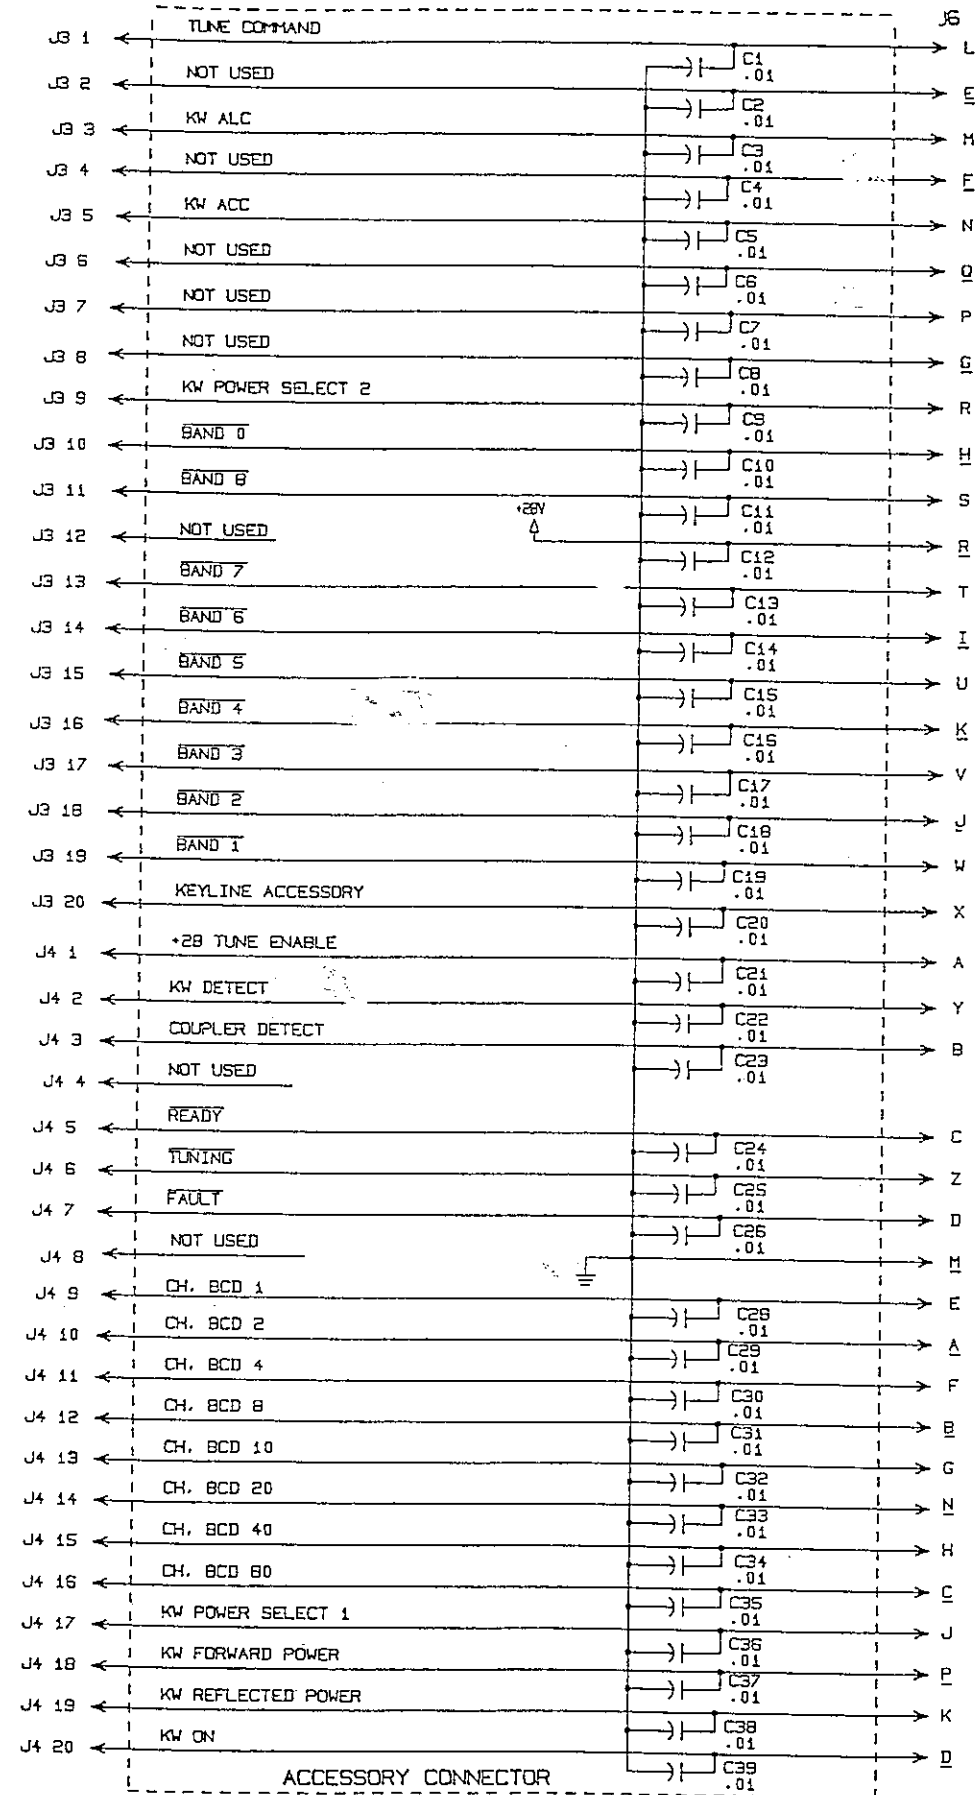 J6
J3 1 TUNE COMMAND L
C1
.01
J3 2 NOT USED E
C2
.01
J3 3 KW ALC M
C3
.01
J3 4 NOT USED F
C4
.01
J3 5 KW ACC N
C5
.01
J3 6 NOT USED Q
C6
.01
J3 7 NOT USED P
C7
.01
J3 8 NOT USED G
C8
.01
J3 9 KW POWER SELECT 2 R
C9
.01
J3 10 BAND 0 H
C10
.01
J3 11 BAND 8 S
C11
.01
+28V
J3 12 NOT USED R
C12
.01
J3 13 BAND 7 T
C13
.01
J3 14 BAND 6 I
C14
.01
J3 15 BAND 5 U
C15
.01
J3 16 BAND 4 K
C16
.01
J3 17 BAND 3 V
C17
.01
J3 18 BAND 2 J
C18
.01
J3 19 BAND 1 W
C19
.01
J3 20 KEYLINE ACCESSORY X
C20
.01
J4 1 +28 TUNE ENABLE A
C21
.01
J4 2 KW DETECT Y
C22
.01
J4 3 COUPLER DETECT B
C23
.01
J4 4 NOT USED
J4 5 READY C
C24
.01
J4 6 TUNING Z
C25
.01
J4 7 FAULT D
C26
.01
J4 8 NOT USED M
J4 9 CH. BCD 1 E
C28
.01
J4 10 CH. BCD 2 A
C29
.01
J4 11 CH. BCD 4 F
C30
.01
J4 12 CH. BCD 8 B
C31
.01
J4 13 CH. BCD 10 G
C32
.01
J4 14 CH. BCD 20 N
C33
.01
J4 15 CH. BCD 40 H
C34
.01
J4 16 CH. BCD 80 C
C35
.01
J4 17 KW POWER SELECT 1 J
C36
.01
J4 18 KW FORWARD POWER P
C37
.01
J4 19 KW REFLECTED POWER K
C38
.01
J4 20 KW ON D
C39
.01
ACCESSORY CONNECTOR